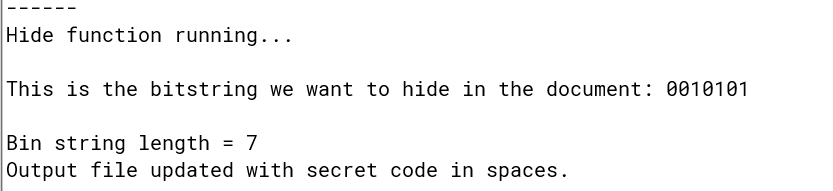 ------
Hide function running...
This is the bitstring we want to hide in the document: 0010101
Bin string length = 7
Output file updated with secret code in spaces.